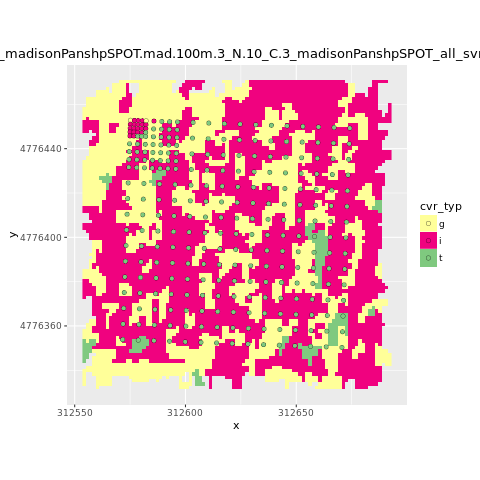 _madisonPanshpSPOT.mad.100m.3_N.10_C.3_madisonPanshpSPOT_all_svr
cvr_typ
g
i
t
4776440
4776400
4776360
y
312550 312600 312650
x